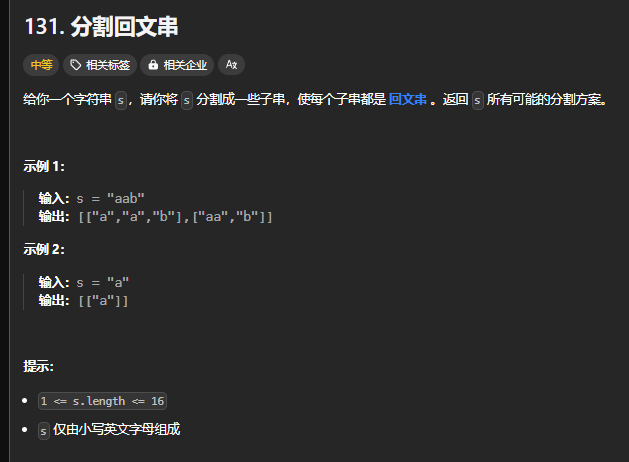 131. 分割回文串
中等 相关标签 相关企业 Aあ
给你一个字符串 s，请你将 s 分割成一些子串，使每个子串都是 回文串 。返回 s 所有可能的分割方案。
示例 1：
输入：s = "aab"
输出：[["a","a","b"],["aa","b"]]
示例 2：
输入：s = "a"
输出：[["a"]]
提示：
1 <= s.length <= 16
s 仅由小写英文字母组成